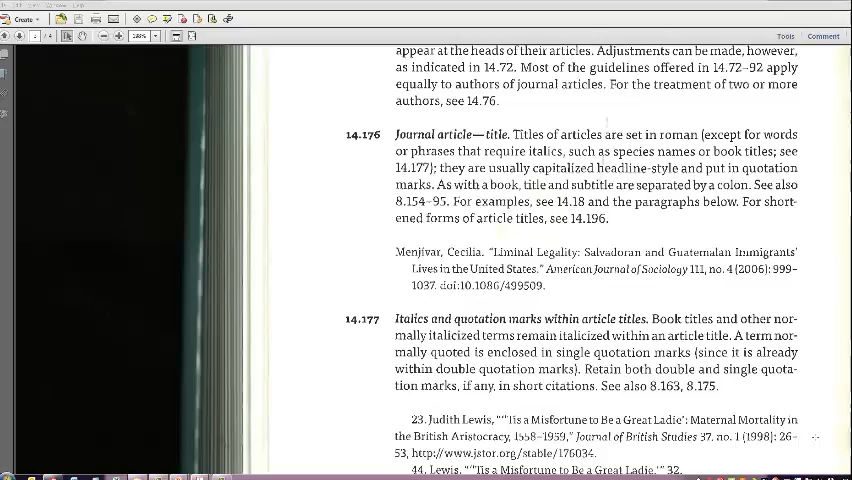 Create
3 / 4
198%
Tools
Comment
appear at the heads of their articles. Adjustments can be made, however,
as indicated in 14.72. Most of the guidelines offered in 14.72–92 apply
equally to authors of journal articles. For the treatment of two or more
authors, see 14.76.
14.176 Journal article—title. Titles of articles are set in roman (except for words
or phrases that require italics, such as species names or book titles; see
14.177); they are usually capitalized headline-style and put in quotation
marks. As with a book, title and subtitle are separated by a colon. See also
8.154–95. For examples, see 14.18 and the paragraphs below. For short-
ened forms of article titles, see 14.196.
Menjívar, Cecilia. “Liminal Legality: Salvadoran and Guatemalan Immigrants’
Lives in the United States.” American Journal of Sociology 111, no. 4 (2006): 999–
1037. doi:10.1086/499509.
14.177 Italics and quotation marks within article titles. Book titles and other nor-
mally italicized terms remain italicized within an article title. A term nor-
mally quoted is enclosed in single quotation marks (since it is already
within double quotation marks). Retain both double and single quota-
tion marks, if any, in short citations. See also 8.163, 8.175.
23. Judith Lewis, “‘’Tis a Misfortune to Be a Great Ladie’: Maternal Mortality in
the British Aristocracy, 1558–1959,” Journal of British Studies 37, no. 1 (1998): 26–
53, http://www.jstor.org/stable/176034.
44. Lewis, “‘’Tis a Misfortune to Be a Great Ladie,’” 32.